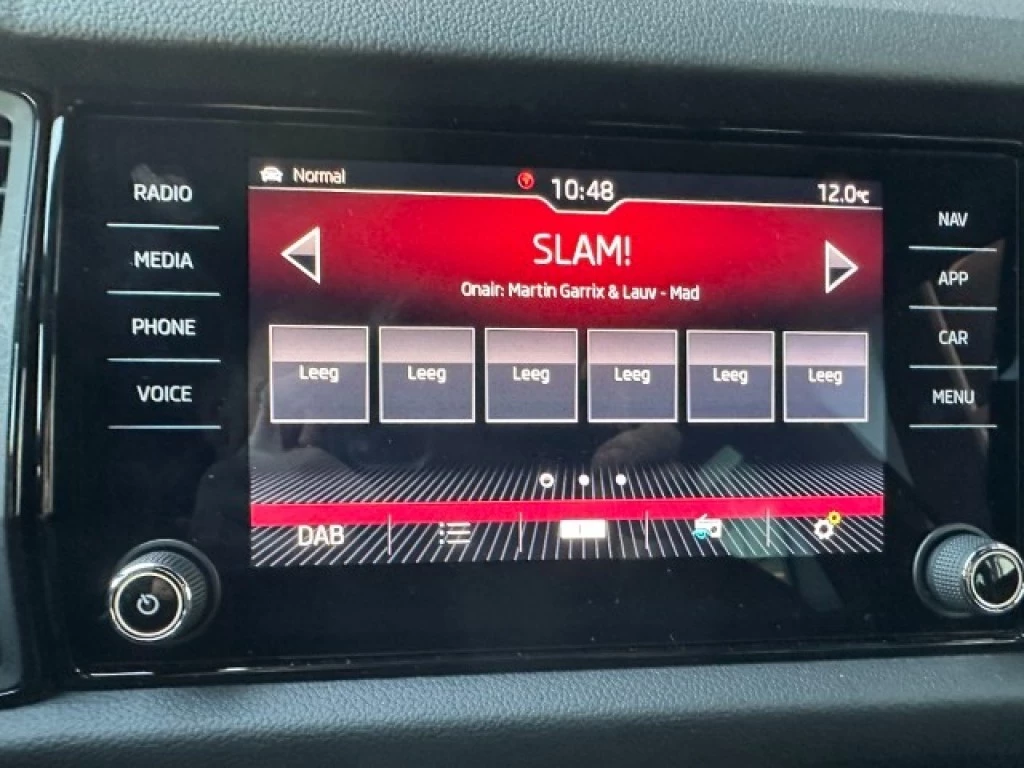 Normal
10:48
12.0℃
RADIO
MEDIA
PHONE
VOICE
SLAM!
Onair: Martin Garrix & Lauv - Mad
Leeg Leeg Leeg Leeg Leeg Leeg
DAB
NAV
APP
CAR
MENU